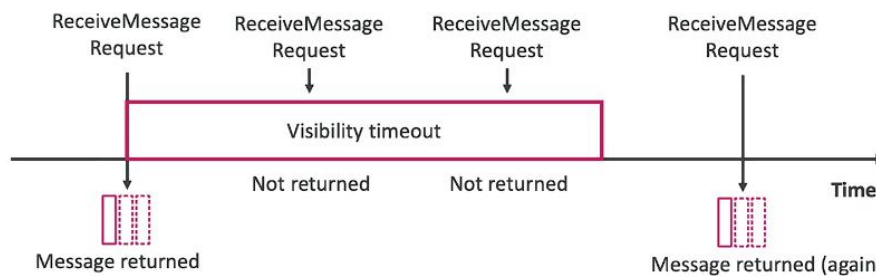 ReceiveMessage
Request
ReceiveMessage
Request
ReceiveMessage
Request
ReceiveMessage
Request
Visibility timeout
Not returned
Not returned
Time
Message returned
Message returned (again